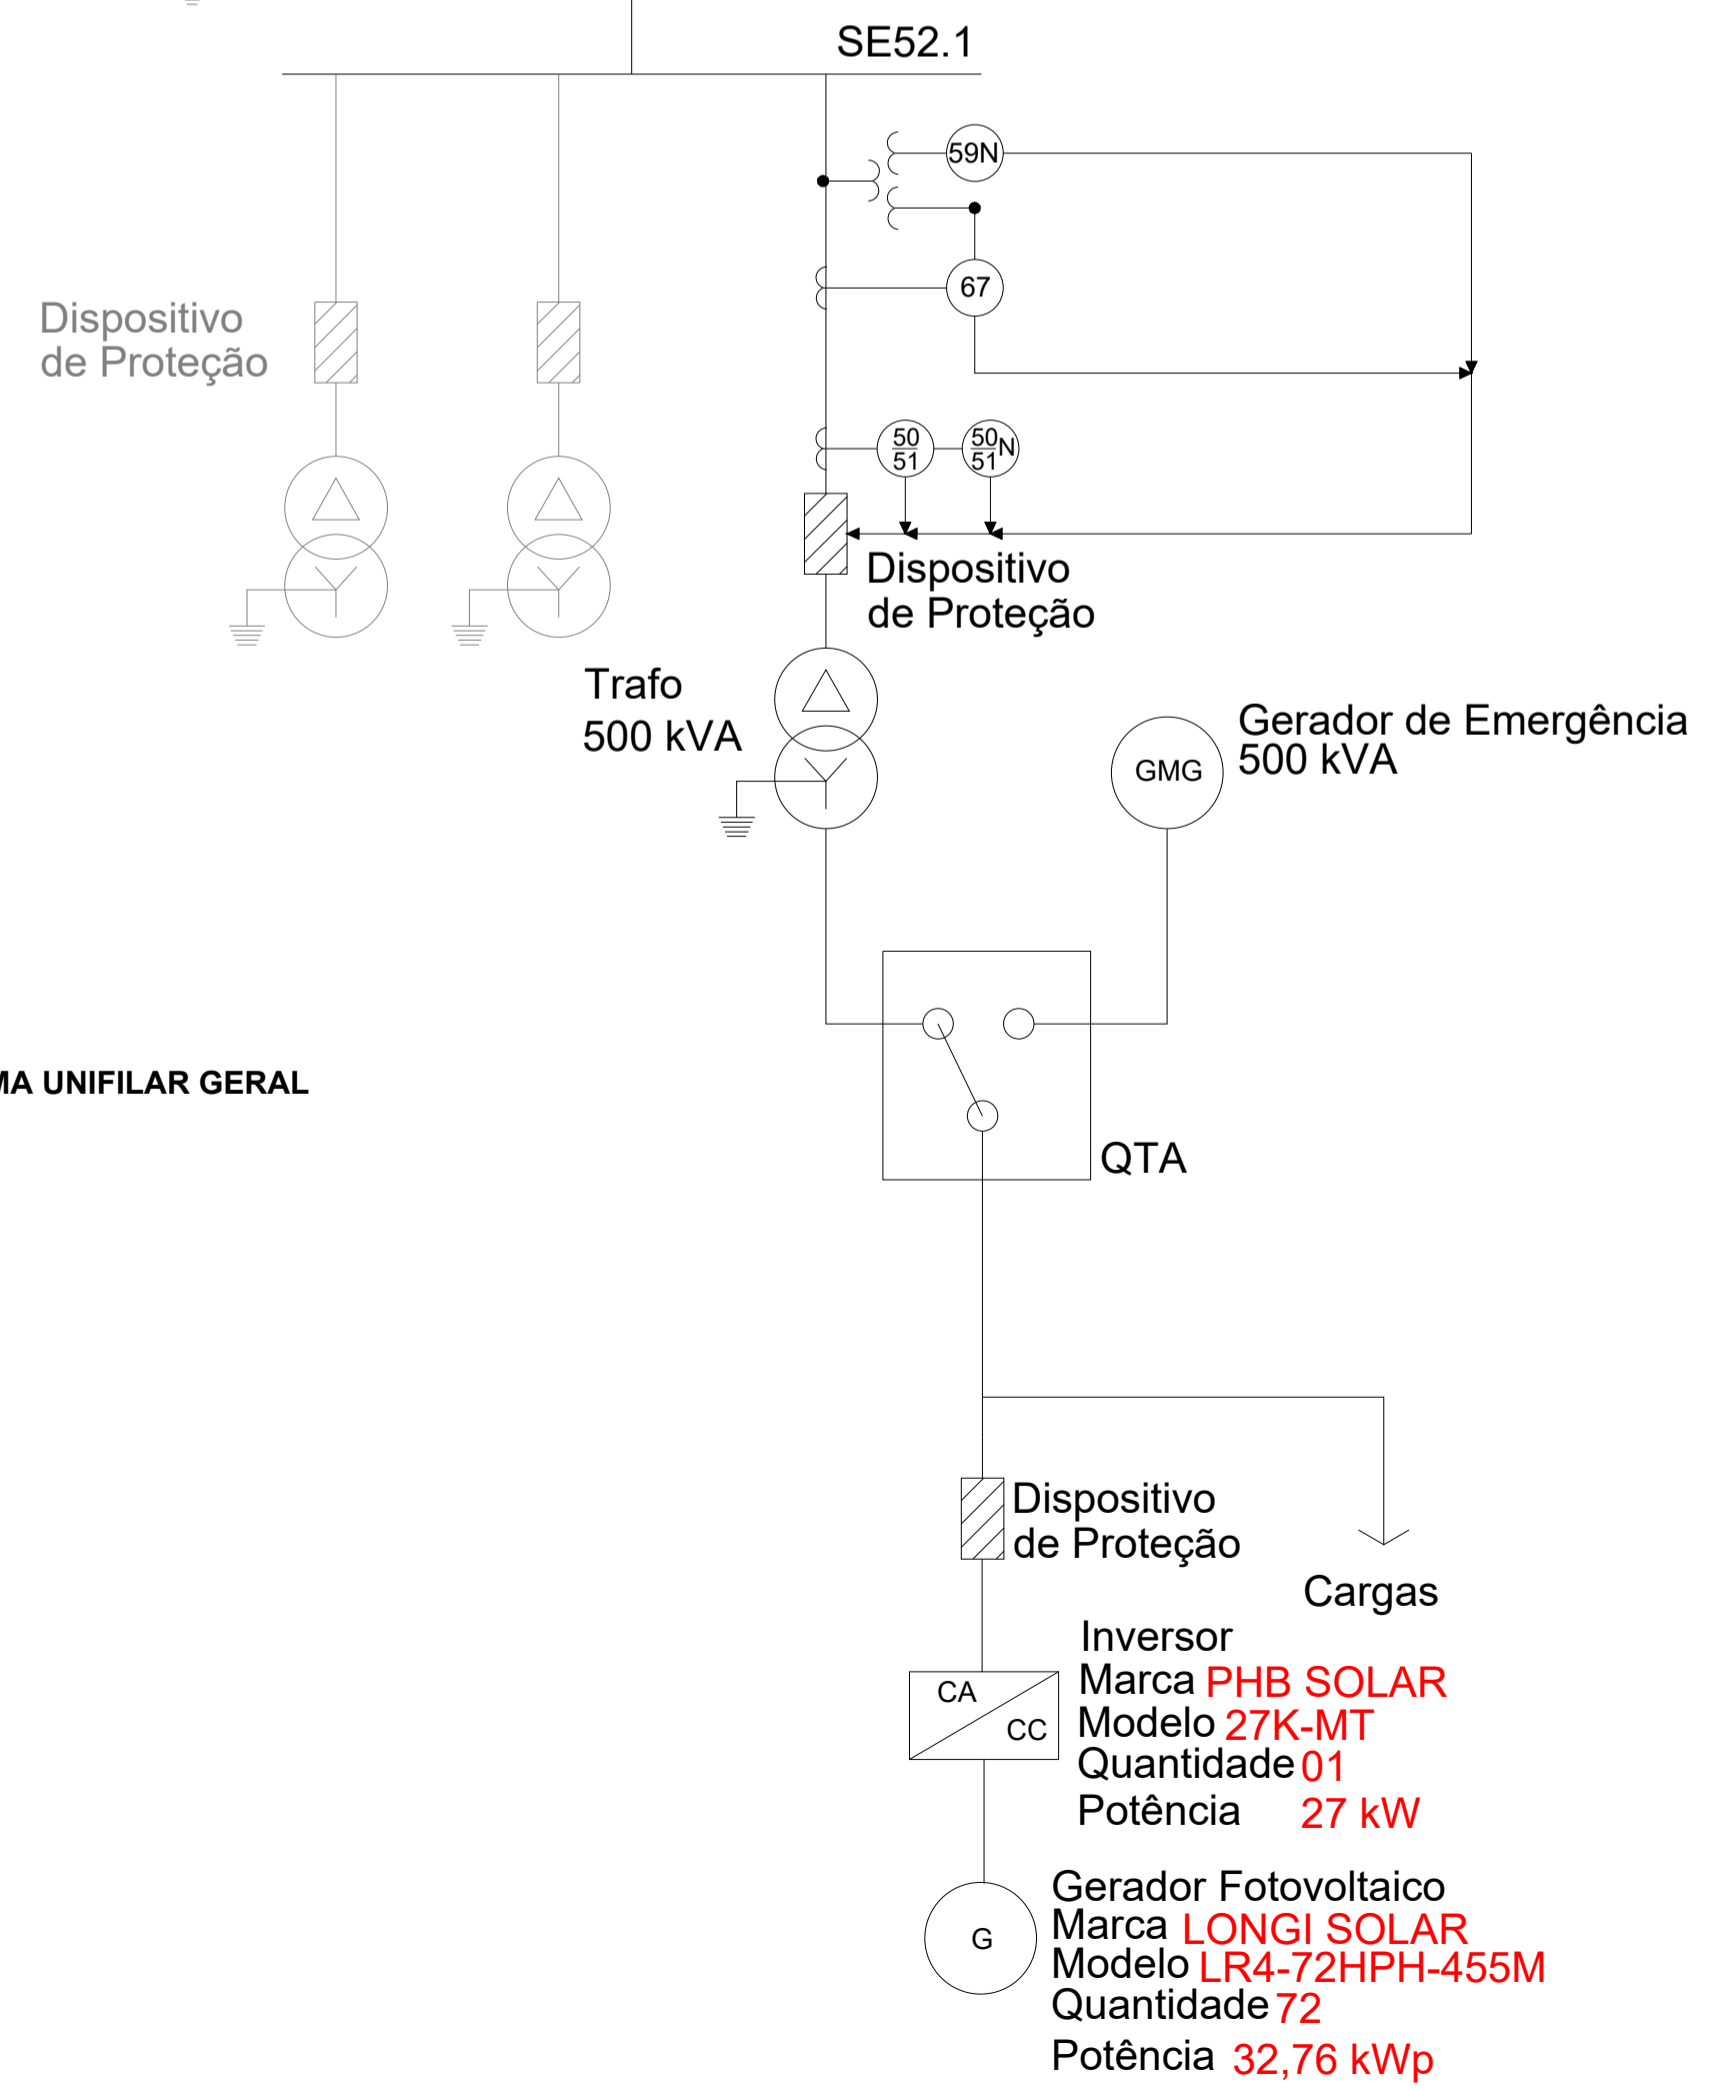 SE52.1
59N
67
Dispositivo
de Proteção
50
51
50
51
N
Dispositivo
de Proteção
Trafo
500 kVA
GMG
Gerador de Emergência
500 kVA
MA UNIFILAR GERAL
QTA
Dispositivo
de Proteção
Cargas
CA
CC
Inversor
Marca PHB SOLAR
Modelo 27K-MT
Quantidade 01
Potência 27 kW
G
Gerador Fotovoltaico
Marca LONGI SOLAR
Modelo LR4-72HPH-455M
Quantidade 72
Potência 32,76 kWp